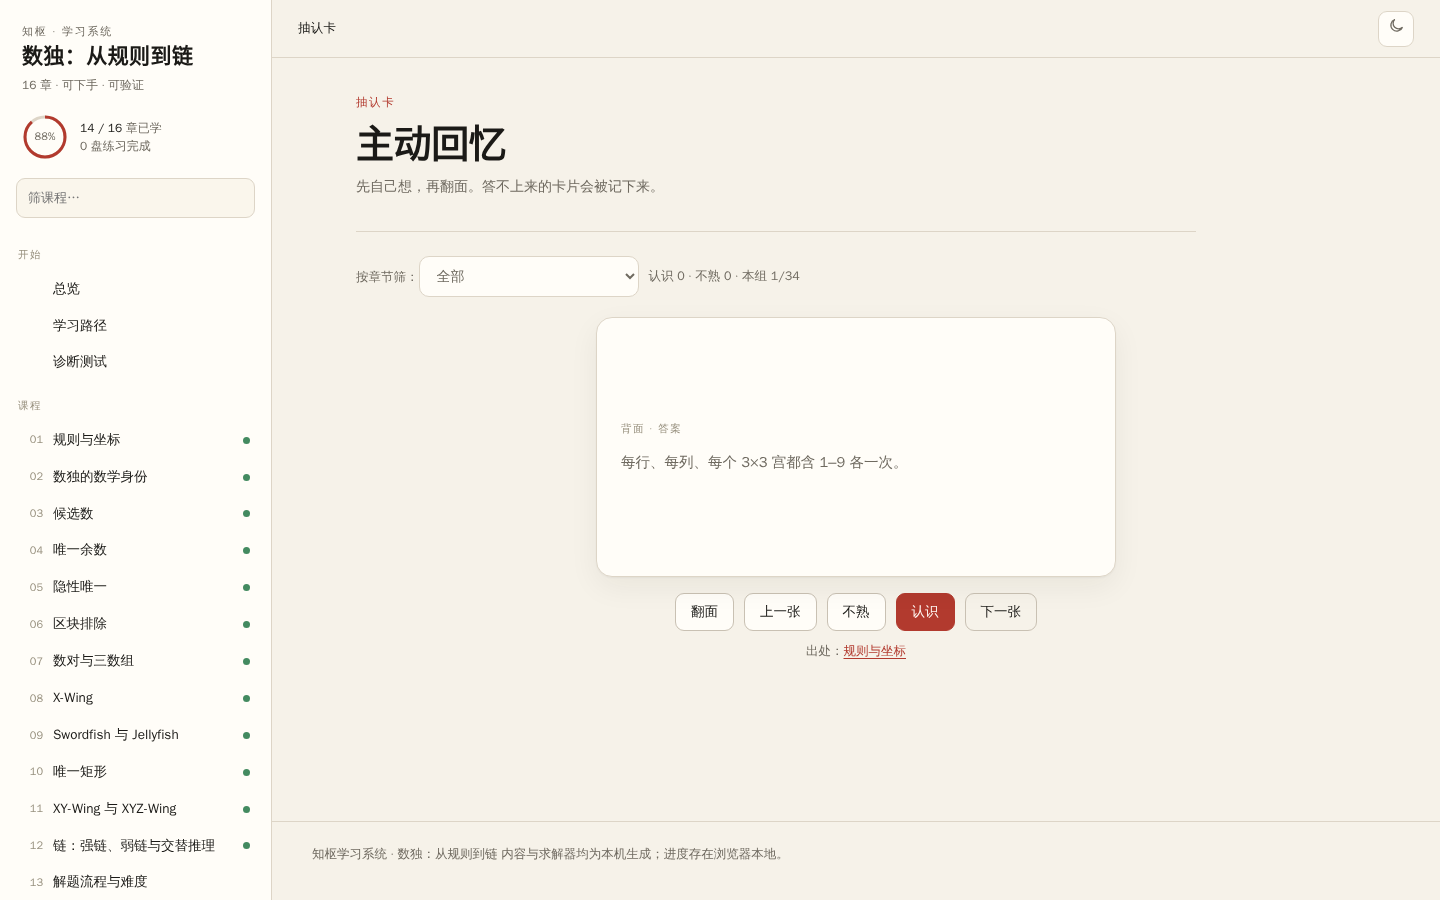 知枢 · 学习系统
数独：从规则到链
16 章 · 可下手 · 可验证
88%
14 / 16 章已学
0 盘练习完成
筛课程…
开始
总览
学习路径
诊断测试
课程
01 规则与坐标
02 数独的数学身份
03 候选数
04 唯一余数
05 隐性唯一
06 区块排除
07 数对与三数组
08 X-Wing
09 Swordfish 与 Jellyfish
10 唯一矩形
11 XY-Wing 与 XYZ-Wing
12 链：强链、弱链与交替推理
13 解题流程与难度
抽认卡
抽认卡
主动回忆
先自己想，再翻面。答不上来的卡片会被记下来。
按章节筛： 全部 认识 0 · 不熟 0 · 本组 1/34
背面 · 答案
每行、每列、每个 3×3 宫都含 1–9 各一次。
翻面 上一张 不熟 认识 下一张
出处：规则与坐标
知枢学习系统 · 数独：从规则到链 内容与求解器均为本机生成；进度存在浏览器本地。